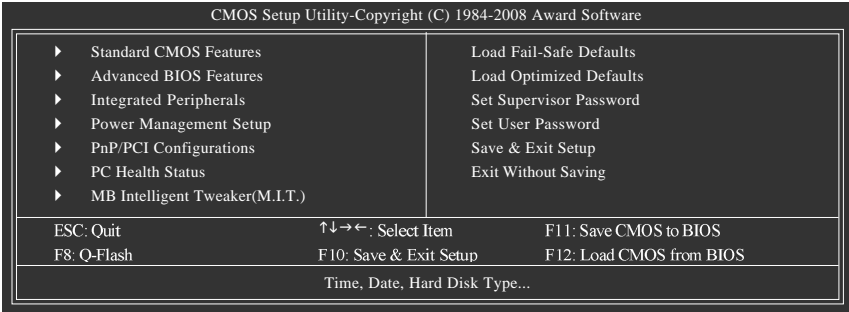 CMOS Setup Utility-Copyright (C) 1984-2008 Award Software
Standard CMOS Features
Advanced BIOS Features
Integrated Peripherals
Power Management Setup
PnP/PCI Configurations
PC Health Status
MB Intelligent Tweaker(M.I.T.)
Load Fail-Safe Defaults
Load Optimized Defaults
Set Supervisor Password
Set User Password
Save & Exit Setup
Exit Without Saving
ESC: Quit
↑↓→←: Select Item
F11: Save CMOS to BIOS
F8: Q-Flash
F10: Save & Exit Setup
F12: Load CMOS from BIOS
Time, Date, Hard Disk Type...